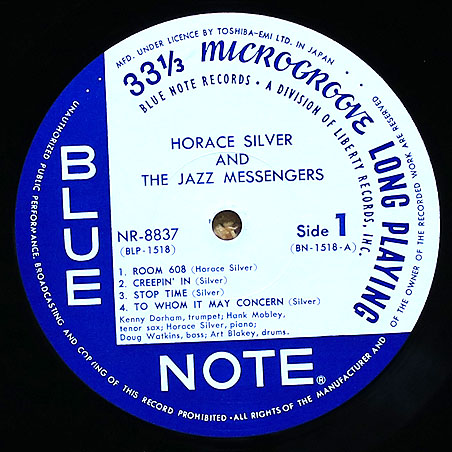 MFD. UNDER LICENCE BY TOSHIBA-EMI LTD. IN JAPAN
33⅓ MICROGROOVE LONG PLAYING
BLUE NOTE RECORDS • A DIVISION OF LIBERTY RECORDS, INC.
HORACE SILVER
AND
THE JAZZ MESSENGERS
NR-8837
(BLP-1518)
Side 1
(BN-1518-A)
1. ROOM 608 (Horace Silver)
2. CREEPIN' IN (Silver)
3. STOP TIME (Silver)
4. TO WHOM IT MAY CONCERN (Silver)
Kenny Dorham, trumpet; Hank Mobley,
tenor sax; Horace Silver, piano;
Doug Watkins, bass; Art Blakey, drums.
BLUE
NOTE®
UNAUTHORIZED PUBLIC PERFORMANCE, BROADCASTING AND COPYING OF THIS RECORD PROHIBITED • ALL RIGHTS OF THE MANUFACTURER AND OF THE OWNER OF THE RECORDED WORK ARE RESERVED